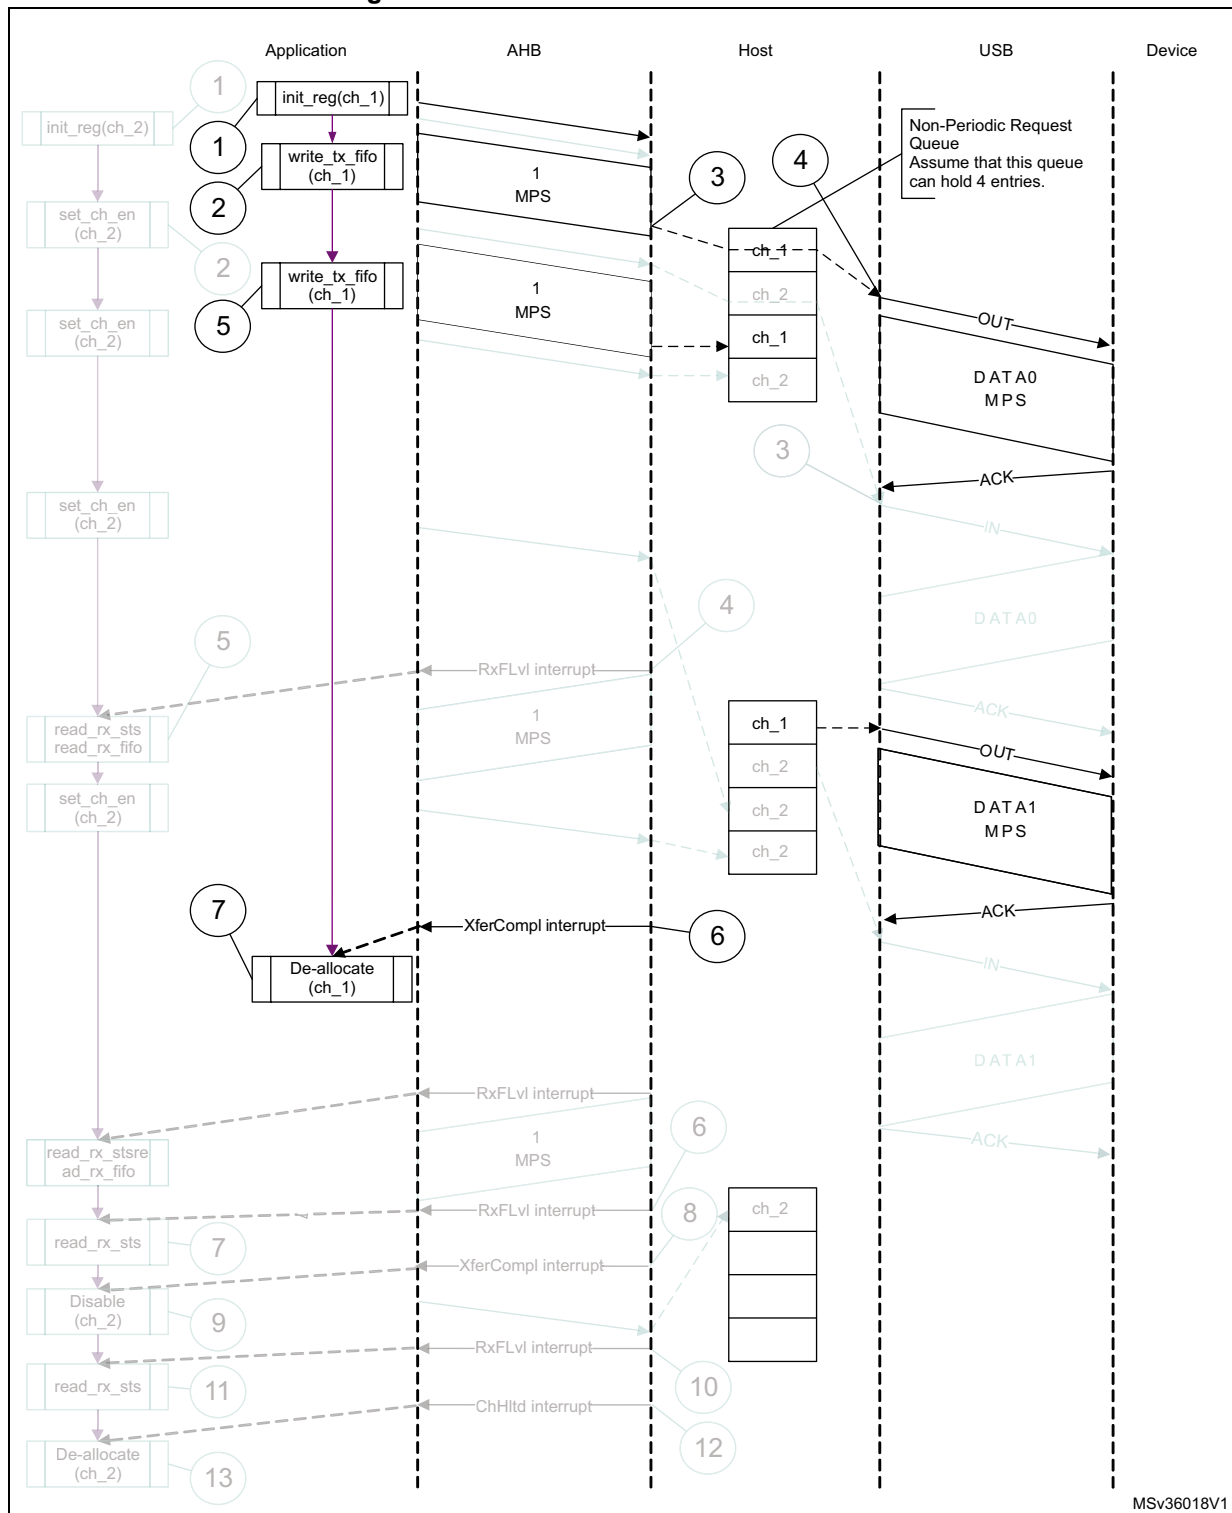 g
Application AHB Host USB Device
1
init_reg(ch_1)
init_reg(ch_2)
1
Non-Periodic Request
Queue
Assume that this queue
can hold 4 entries.
write_tx_fifo
(ch_1)
2
1
MPS
3
4
set_ch_en
(ch_2)
2
ch_1
write_tx_fifo
(ch_1)
5
1
MPS
ch_2
set_ch_en
(ch_2)
ch_1
OUT
ch_2
DATA0
MPS
3
ACK
set_ch_en
(ch_2)
IN
4
DATA0
5
RxFLvl interrupt
ACK
read_rx_sts
read_rx_fifo
1
MPS
ch_1
OUT
ch_2
set_ch_en
(ch_2)
ch_2
DATA1
MPS
ch_2
7
XferCompl interrupt
6
ACK
De-allocate
(ch_1)
IN
DATA1
RxFLvl interrupt
6
read_rx_stsre
ad_rx_fifo
1
MPS
ACK
RxFLvl interrupt
8
ch_2
read_rx_sts
7
XferCompl interrupt
Disable
(ch_2)
9
RxFLvl interrupt
10
read_rx_sts
11
ChHltd interrupt
12
De-allocate
(ch_2)
13
MSv36018V1